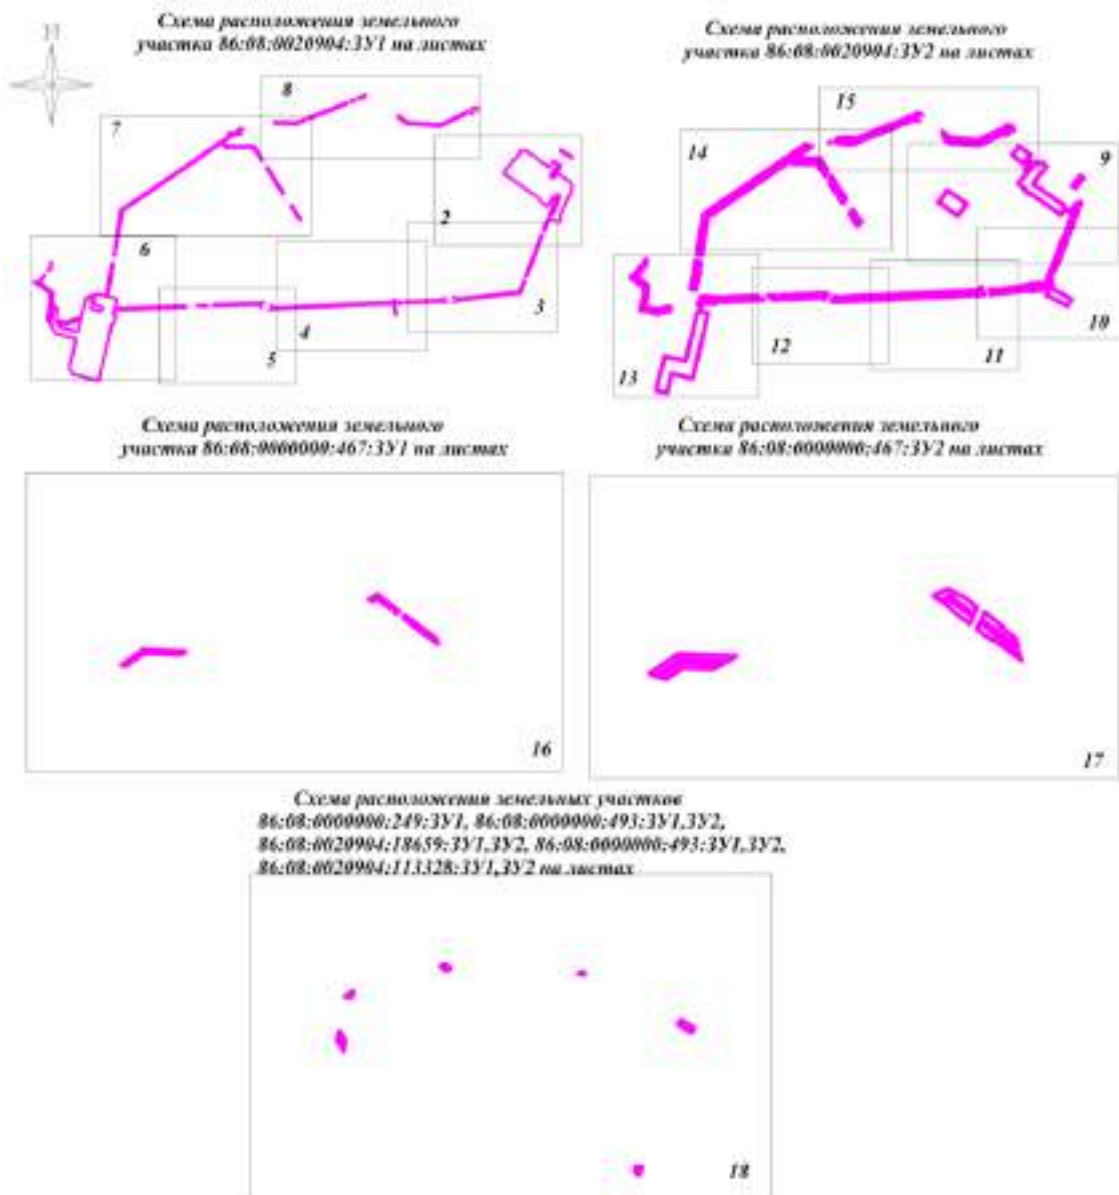 Схема расположения земельного
участка 86:08:0020904:ЗУ1 на листах
Схема расположения земельного
участка 86:08:0020904:ЗУ2 на листах
8
7
2
6
3
4
5
15
14
9
10
12
11
13
Схема расположения земельного
участка 86:08:0000000:467:ЗУ1 на листах
Схема расположения земельного
участка 86:08:0000000:467:ЗУ2 на листах
16
17
Схема расположения земельных участков
86:08:0000000:249:ЗУ1, 86:08:0000000:493:ЗУ1,ЗУ2,
86:08:0020904:18659:ЗУ1,ЗУ2, 86:08:0000000:493:ЗУ1,ЗУ2,
86:08:0020904:113328:ЗУ1,ЗУ2 на листах
18